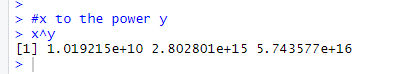 >
> #x to the power y
> x^y
[1] 1.019215e+10 2.802801e+15 5.743577e+16
>